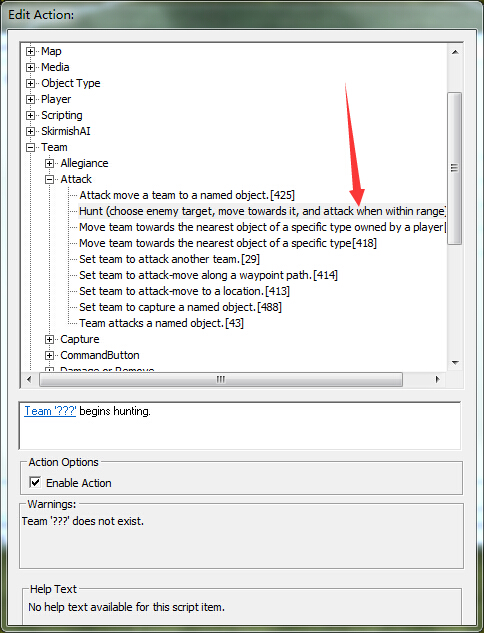 Edit Action:
Map
Media
Object Type
Player
Scripting
SkirmishAI
Team
Allegiance
Attack
Attack move a team to a named object.[425]
Hunt (choose enemy target, move towards it, and attack when within range)
Move team towards the nearest object of a specific type owned by a player[
Move team towards the nearest object of a specific type[418]
Set team to attack another team.[29]
Set team to attack-move along a waypoint path.[414]
Set team to attack-move to a location.[413]
Set team to capture a named object.[488]
Team attacks a named object.[43]
Capture
CommandButton
Damage or Remove
Team '???' begins hunting.
Action Options
Enable Action
Warnings:
Team '???' does not exist.
Help Text
No help text available for this script item.